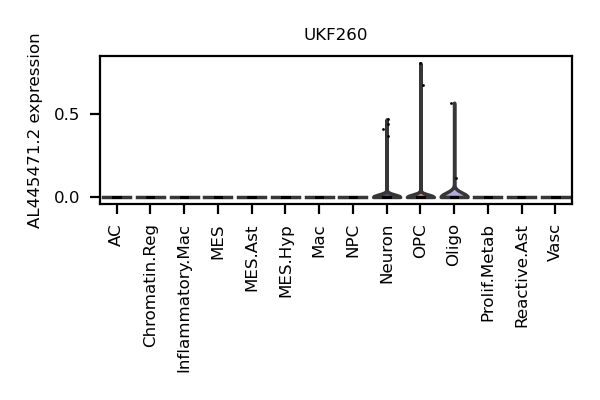 UKF260
AL445471.2 expression
0.5
0.0
AC
Chromatin.Reg
Inflammatory.Mac
MES
MES.Ast
MES.Hyp
Mac
NPC
Neuron
OPC
Oligo
Prolif.Metab
Reactive.Ast
Vasc